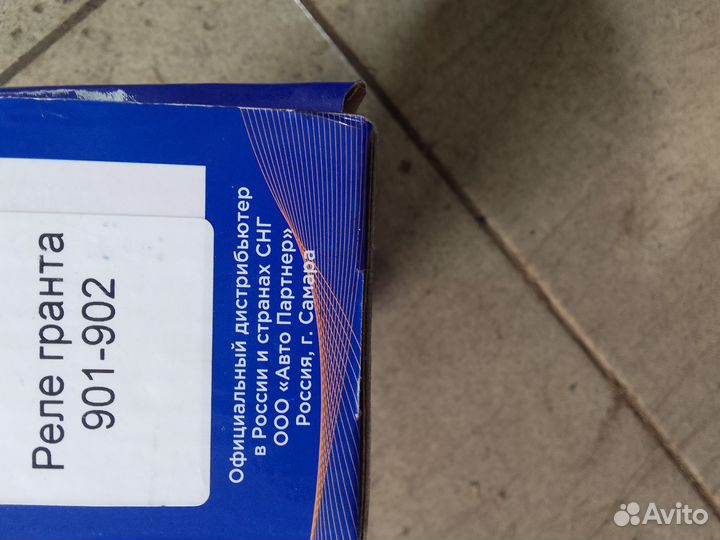 Реле гранта
901-902
Официальный дистрибьютер
в России и странах СНГ
ООО «Авто Партнер»
Россия, г. Самара
Avito